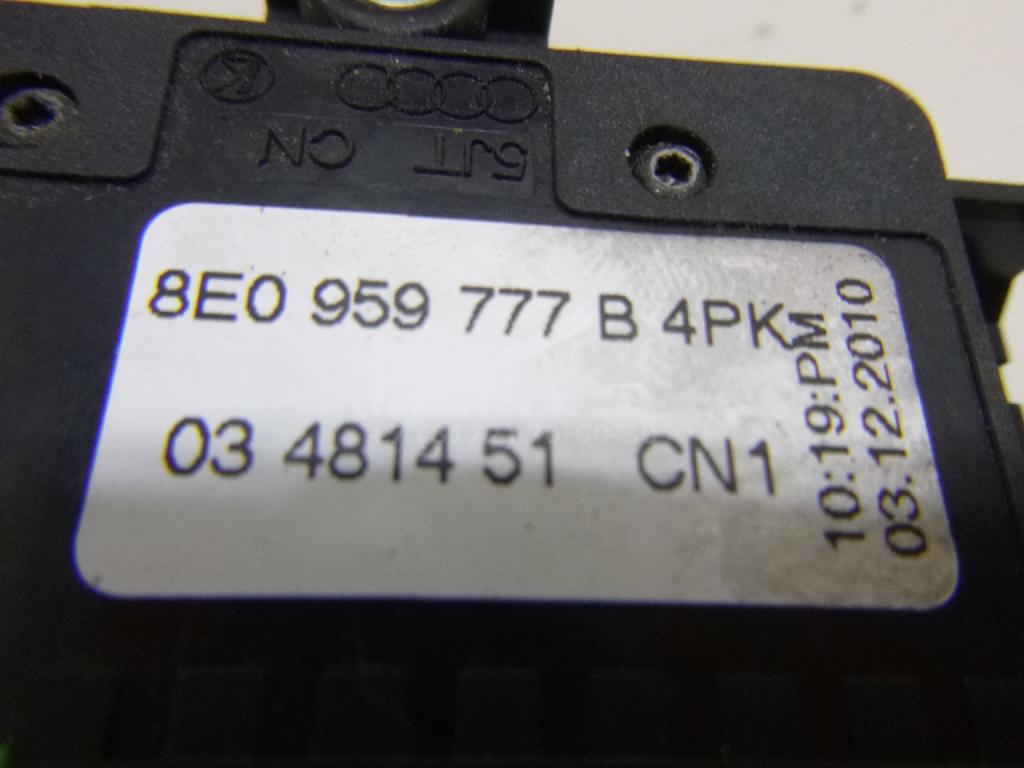 CN 5JT
8E0 959 777 B 4PK
03 4814 51 CN1
10:19:PM
03.12.2010